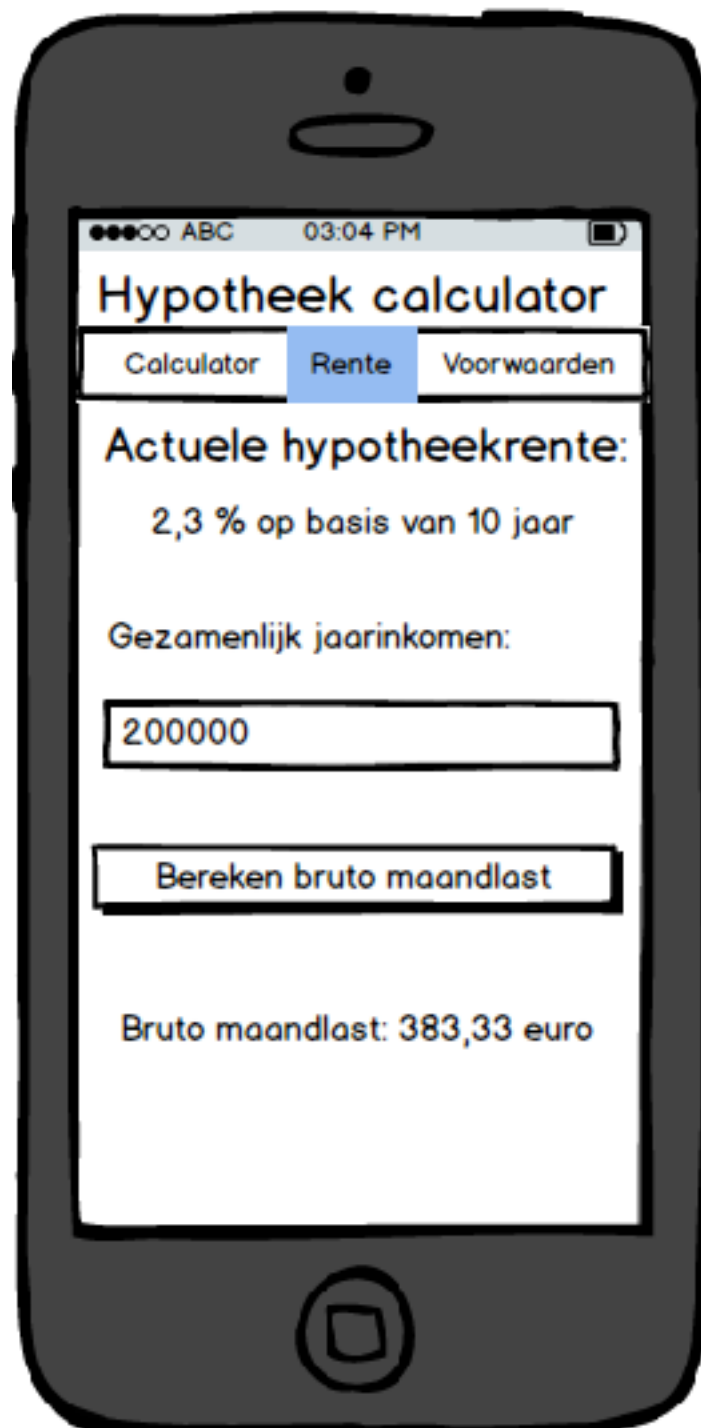 ABC 03:04 PM
Hypotheek calculator
Calculator Rente Voorwaarden
Actuele hypotheekrente:
2,3 % op basis van 10 jaar
Gezamenlijk jaarinkomen:
200000
Bereken bruto maandlast
Bruto maandlast: 383,33 euro